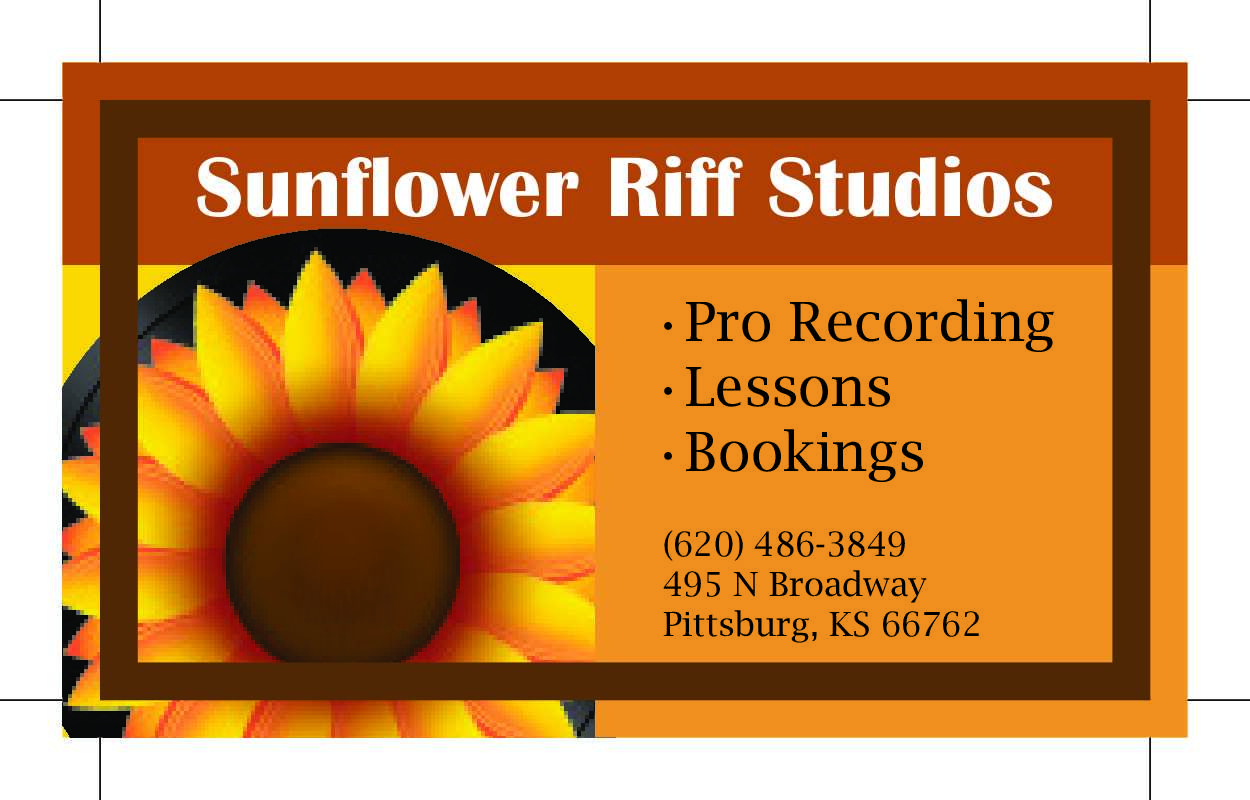 Sunflower Riff Studios
· Pro Recording
· Lessons
· Bookings
(620) 486-3849
495 N Broadway
Pittsburg, KS 66762